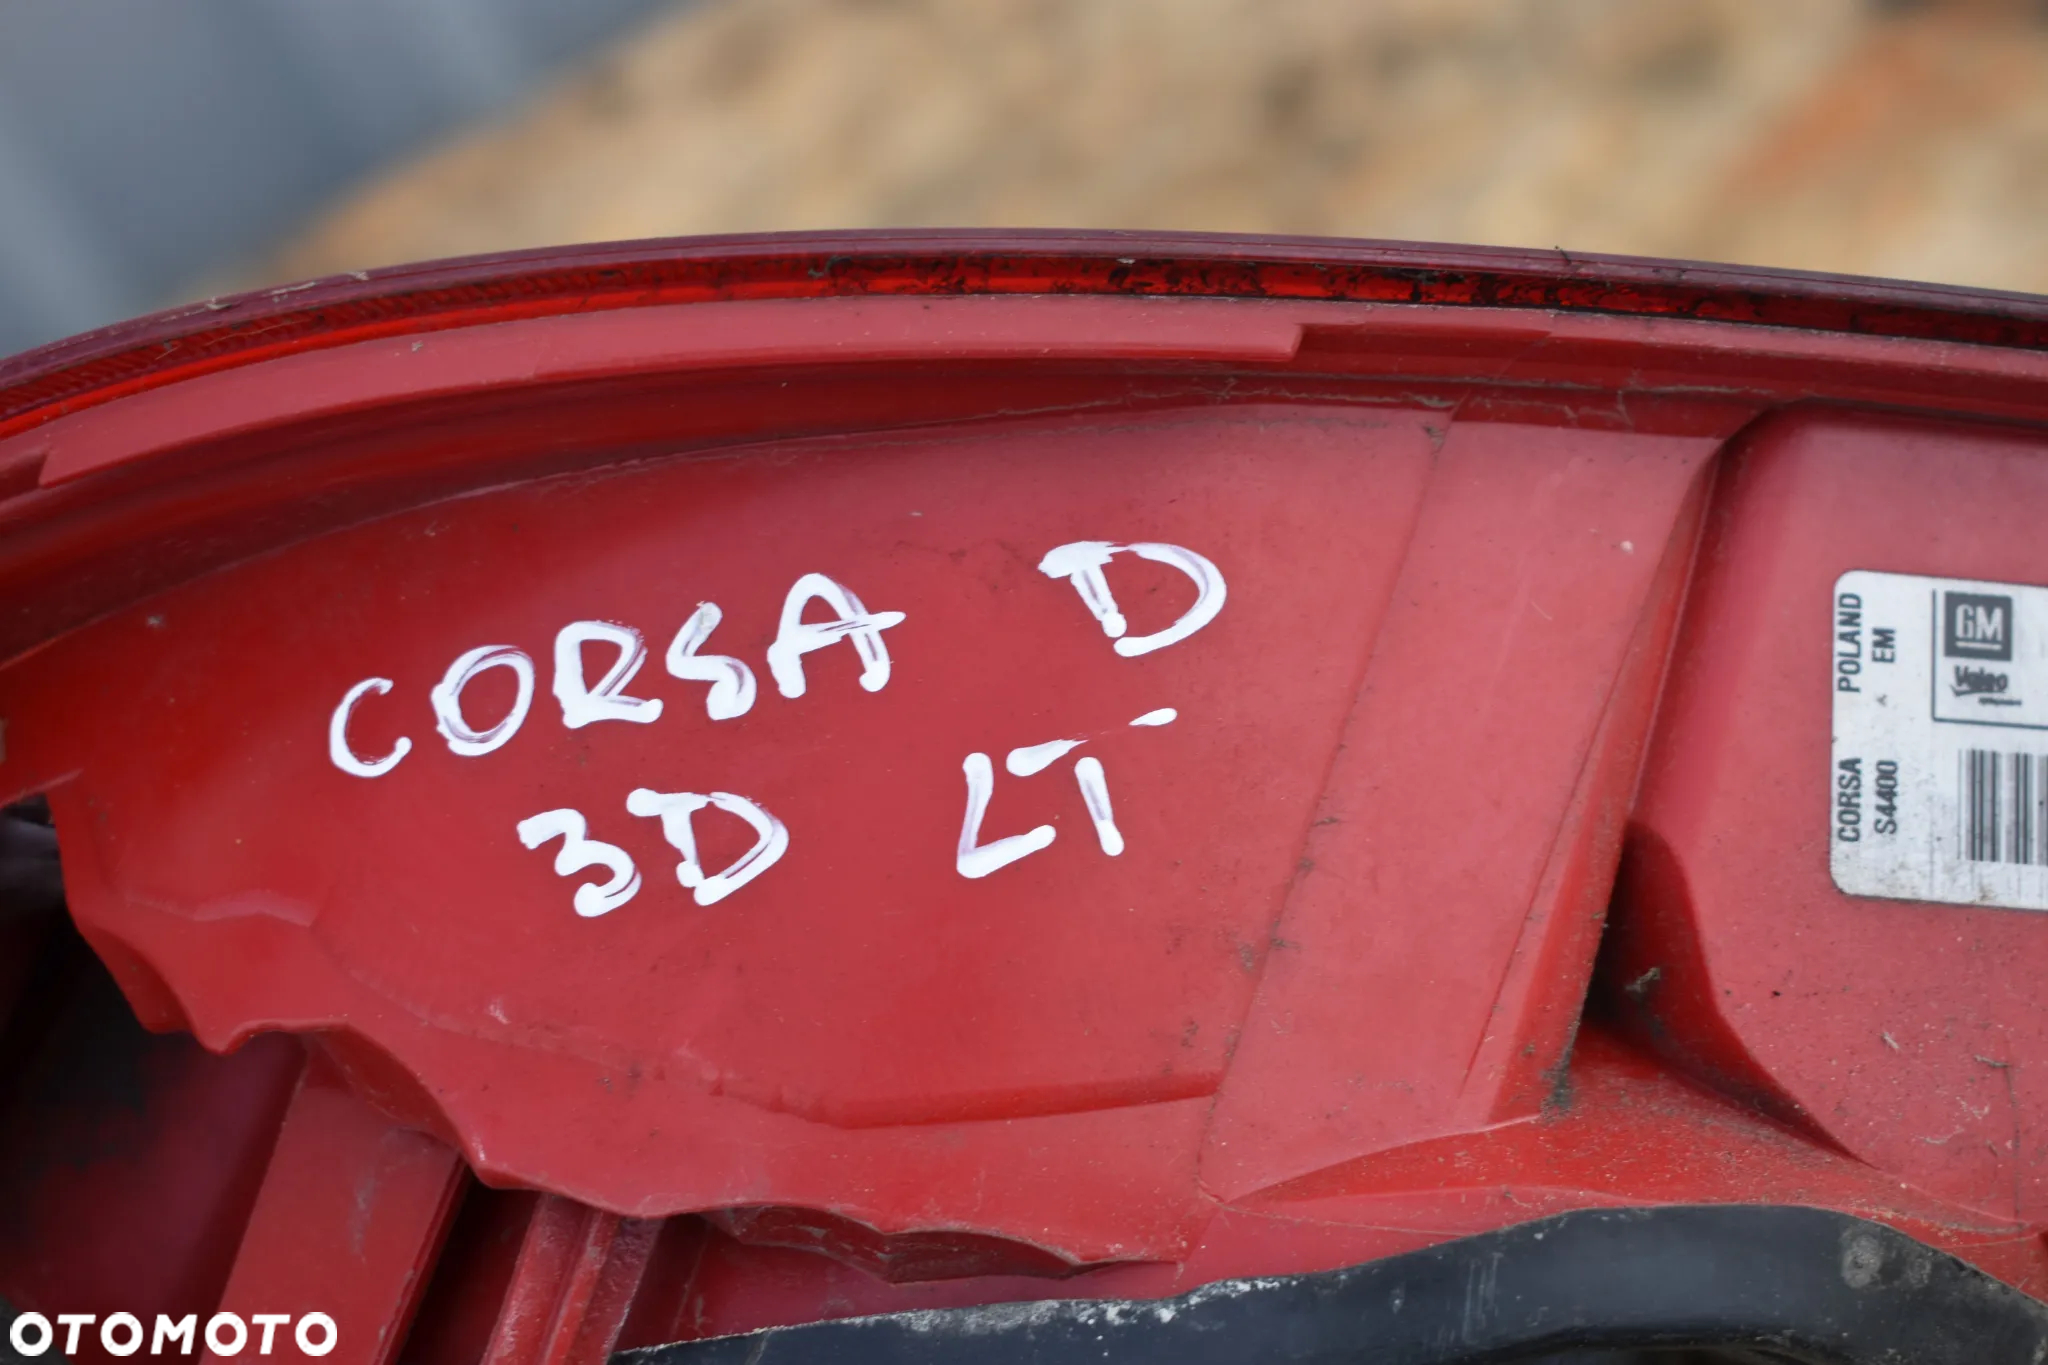 CORSA D
3D LT
CORSA POLAND
S4400 EM
GM
Valeo
OTOMOTO